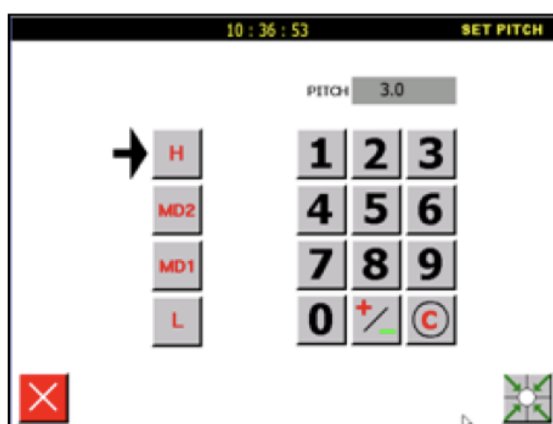 10 : 36 : 53 SET PITCH
PITCH 3.0
H 1 2 3
MD2 4 5 6
MD1 7 8 9
L 0 +/- C